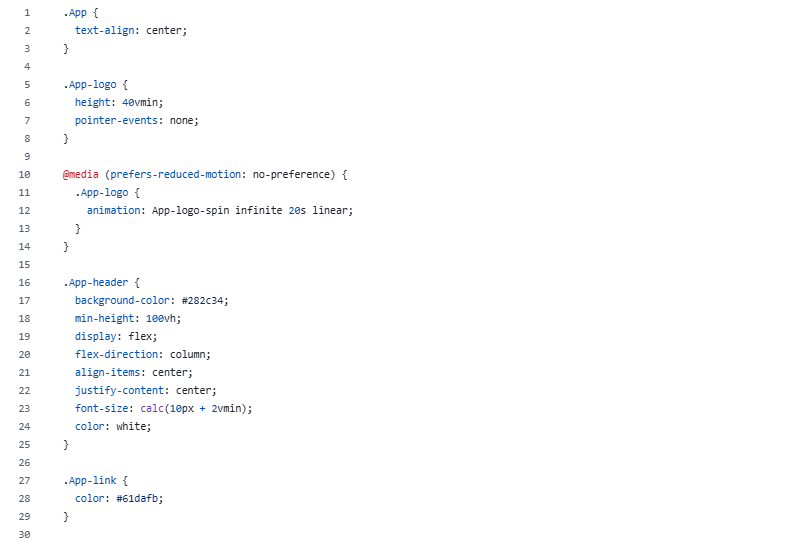 1 .App {
2   text-align: center;
3 }
4
5 .App-logo {
6   height: 40vmin;
7   pointer-events: none;
8 }
9
10 @media (prefers-reduced-motion: no-preference) {
11   .App-logo {
12     animation: App-logo-spin infinite 20s linear;
13   }
14 }
15
16 .App-header {
17   background-color: #282c34;
18   min-height: 100vh;
19   display: flex;
20   flex-direction: column;
21   align-items: center;
22   justify-content: center;
23   font-size: calc(10px + 2vmin);
24   color: white;
25 }
26
27 .App-link {
28   color: #61dafb;
29 }
30